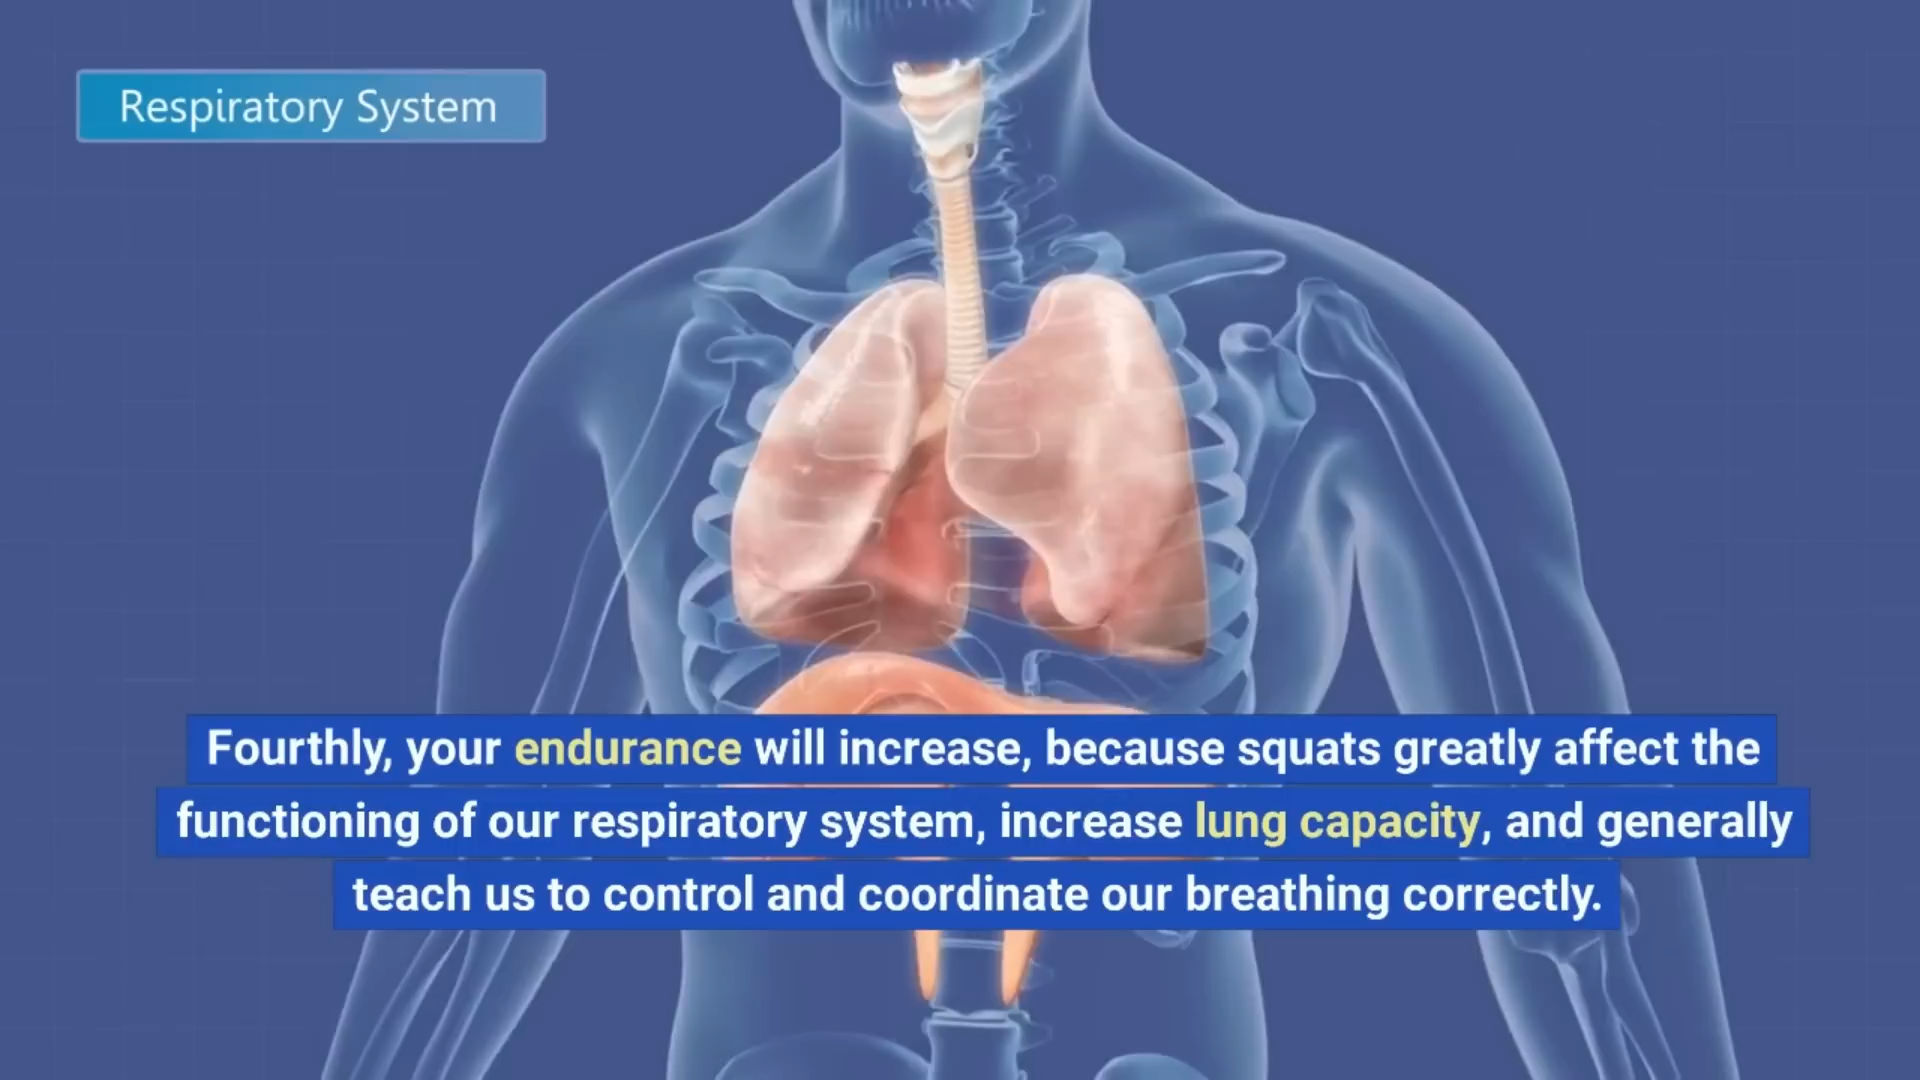 Respiratory System
Fourthly, your endurance will increase, because squats greatly affect the
functioning of our respiratory system, increase lung capacity, and generally
teach us to control and coordinate our breathing correctly.